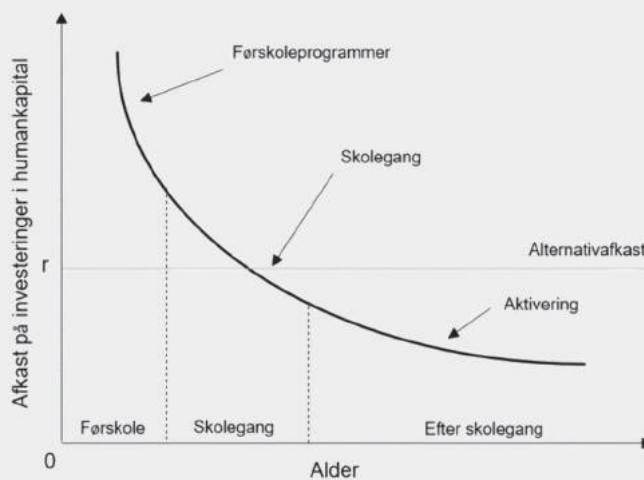 Afkast på investeringer i humankapital
Førskoleprogrammer
Skolegang
Alternativafkast
r
Aktivering
Førskole
Skolegang
Efter skolegang
0
Alder